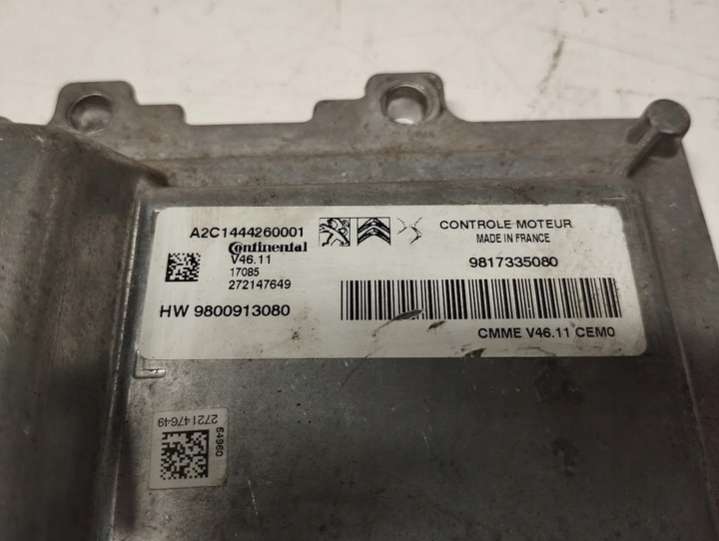 A2C1444260001
Continental
V46.11
17085
272147649
HW 9800913080
CONTROLE MOTEUR
MADE IN FRANCE
9817335080
CMME V46.11 CEM0
272147649
64960